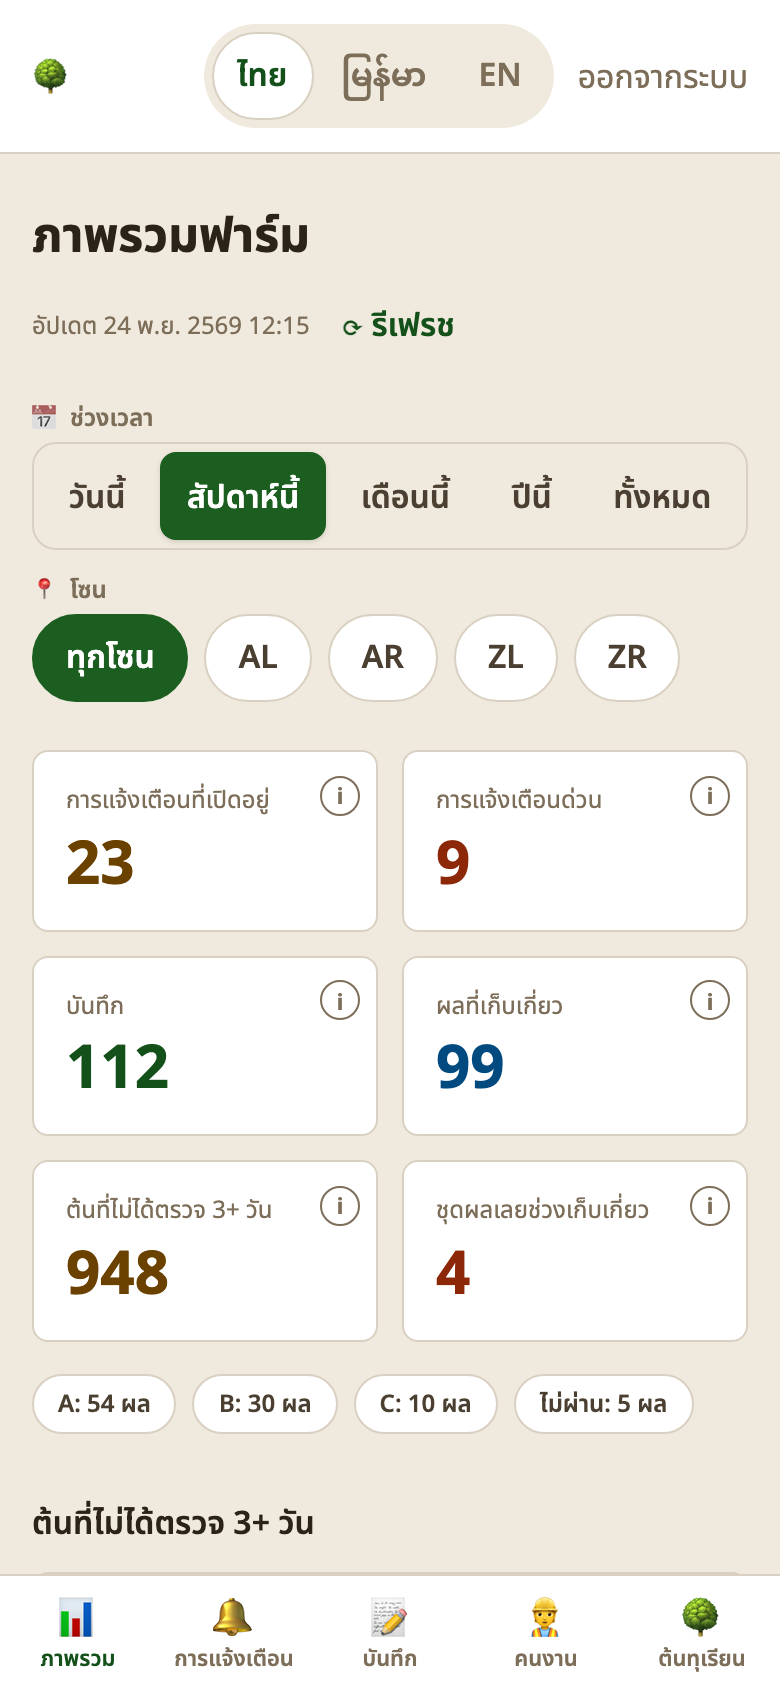 ไทย မြန်မာ EN ออกจากระบบ
ภาพรวมฟาร์ม
อัปเดต 24 พ.ย. 2569 12:15 ⟳ รีเฟรช
17 ช่วงเวลา
วันนี้ สัปดาห์นี้ เดือนนี้ ปีนี้ ทั้งหมด
โซน
ทุกโซน AL AR ZL ZR
การแจ้งเตือนที่เปิดอยู่ i
23
การแจ้งเตือนด่วน i
9
บันทึก i
112
ผลที่เก็บเกี่ยว i
99
ต้นที่ไม่ได้ตรวจ 3+ วัน i
948
ชุดผลเลยช่วงเก็บเกี่ยว i
4
A: 54 ผล B: 30 ผล C: 10 ผล ไม่ผ่าน: 5 ผล
ต้นที่ไม่ได้ตรวจ 3+ วัน
ภาพรวม การแจ้งเตือน บันทึก คนงาน ต้นทุเรียน